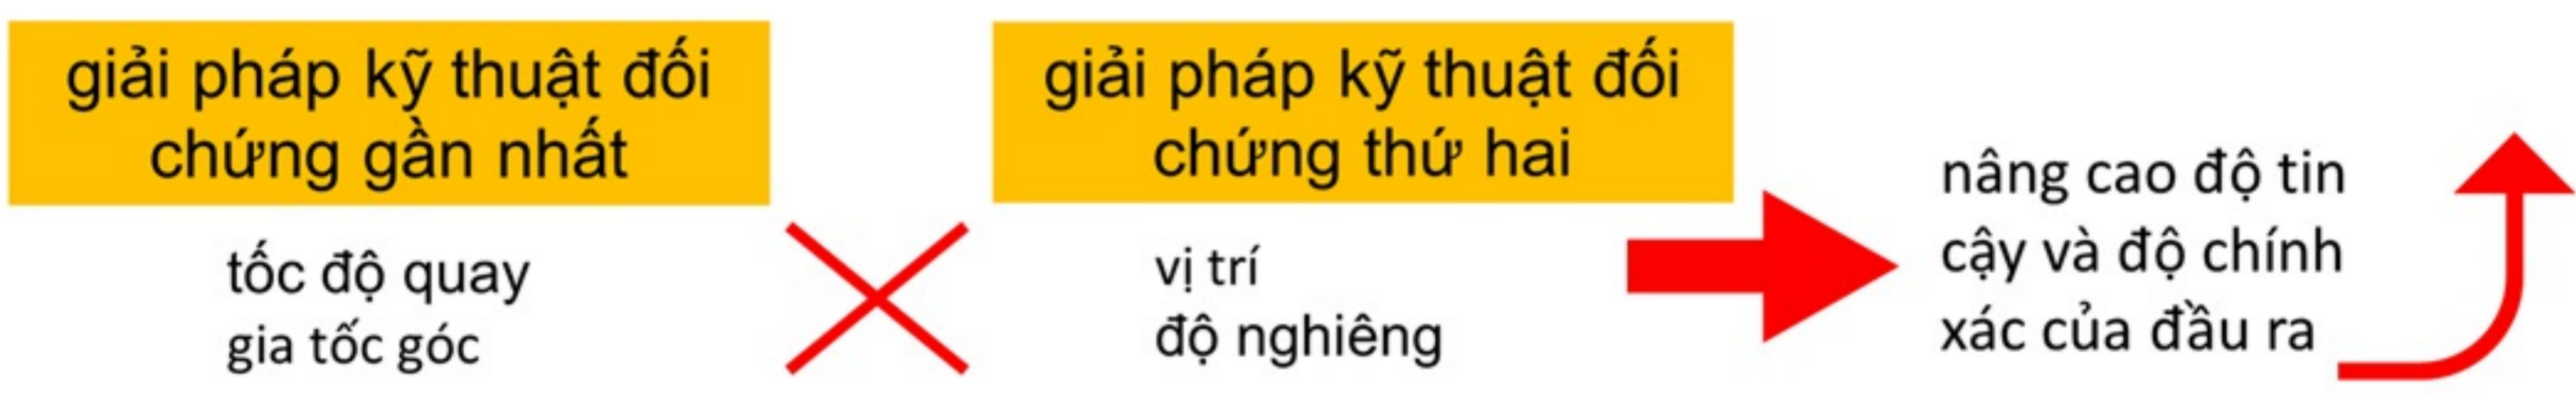 giải pháp kỹ thuật đối
chứng gần nhất
tốc độ quay
gia tốc góc
giải pháp kỹ thuật đối
chứng thứ hai
vị trí
độ nghiêng
nâng cao độ tin
cậy và độ chính
xác của đầu ra